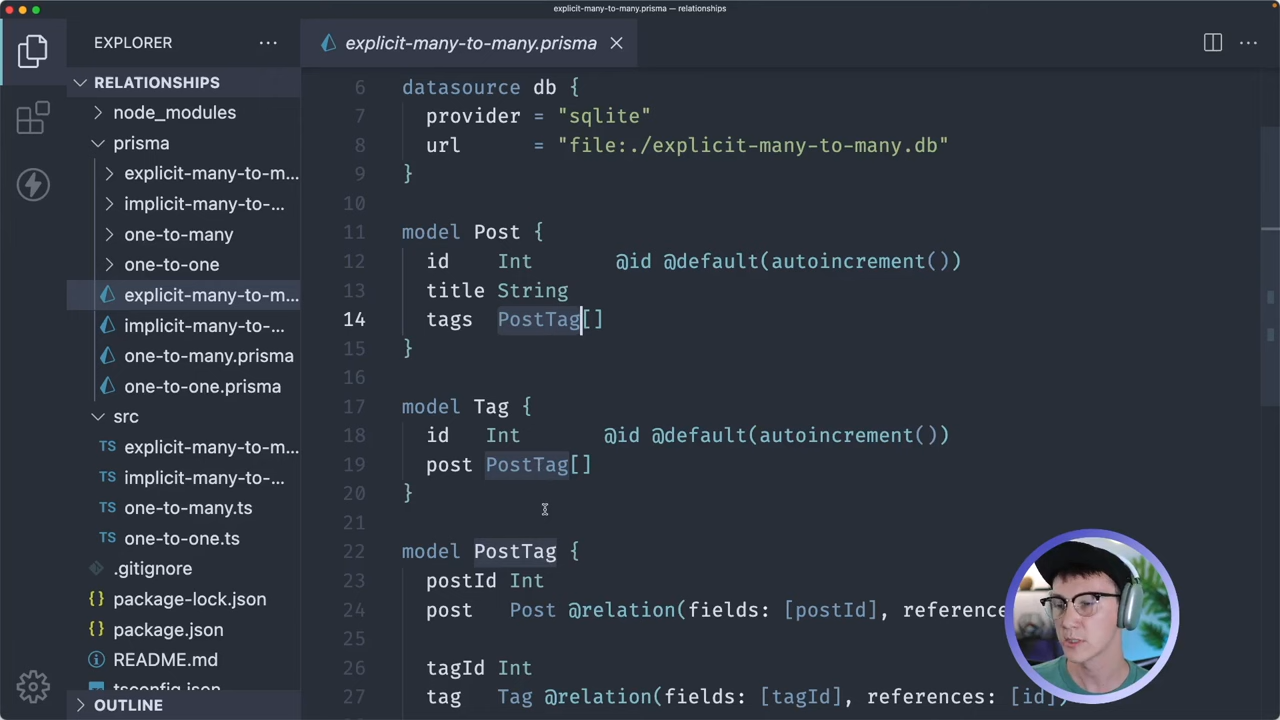 explicit-many-to-many.prisma — relationships
EXPLORER
RELATIONSHIPS
node_modules
prisma
explicit-many-to-m...
implicit-many-to-...
one-to-many
one-to-one
explicit-many-to-m...
implicit-many-to-...
one-to-many.prisma
one-to-one.prisma
src
TS explicit-many-to-m...
TS implicit-many-to-...
TS one-to-many.ts
TS one-to-one.ts
.gitignore
{} package-lock.json
{} package.json
README.md
tsconfig.json
OUTLINE
explicit-many-to-many.prisma
6 datasource db {
7 provider = "sqlite"
8 url = "file:./explicit-many-to-many.db"
9 }
10
11 model Post {
12 id Int @id @default(autoincrement())
13 title String
14 tags PostTag[]
15 }
16
17 model Tag {
18 id Int @id @default(autoincrement())
19 post PostTag[]
20 }
21
22 model PostTag {
23 postId Int
24 post Post @relation(fields: [postId], reference
25
26 tagId Int
27 tag Tag @relation(fields: [tagId], references: [id])